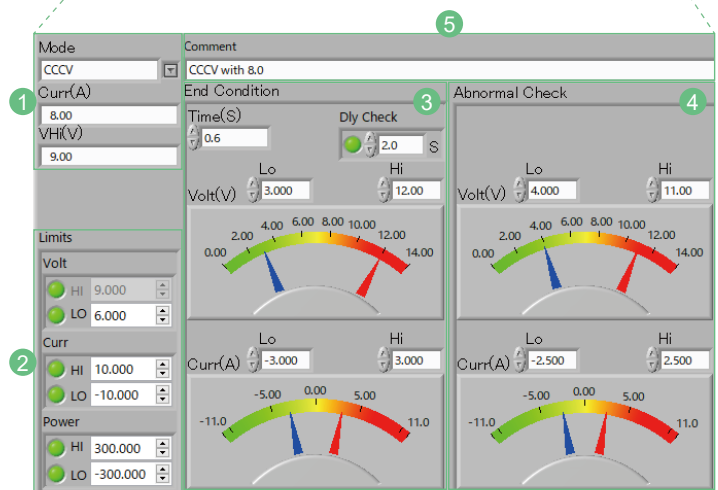 5
Mode
CCCV
1
Curr(A)
8.00
VHi(V)
9.00
Comment
CCCV with 8.0
2
Limits
Volt
HI 9.000
LO 6.000
Curr
HI 10.000
LO -10.000
Power
HI 300.000
LO -300.000
End Condition
3
Time(S)
0.6
Dly Check
2.0 S
Lo Hi
Volt(V) 3.000 12.00
0.00 2.00 4.00 6.00 8.00 10.00 12.00 14.00
Lo Hi
Curr(A) -3.000 3.000
-11.0 -5.00 0.00 5.00 11.0
Abnormal Check
4
Lo Hi
Volt(V) 4.000 11.00
0.00 2.00 4.00 6.00 8.00 10.00 12.00 14.00
Lo Hi
Curr(A) -2.500 2.500
-11.0 -5.00 0.00 5.00 11.0